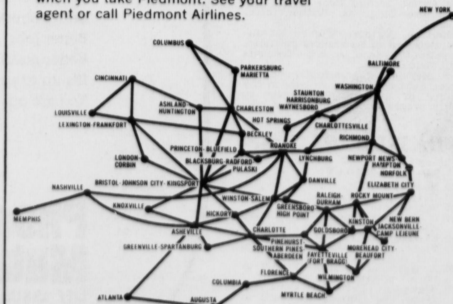 when you take Piedmont. See your travel
agent or call Piedmont Airlines.
NEW YORK
COLUMBUS
BALTIMORE
PARKERSBURG-
MARIETTA
WASHINGTON
CINCINNATI
STAUNTON
HARRISONBURG
WAYNESBORO
ASHLAND
HUNTINGTON
CHARLESTON
HOT SPRINGS
CHARLOTTESVILLE
LOUISVILLE
LEXINGTON-FRANKFORT
BECKLEY
ROANOKE
RICHMOND
PRINCETON-BLUEFIELD
LYNCHBURG
NEWPORT NEWS
HAMPTON
NORFOLK
LONDON
CORBIN
BLACKSBURG-RADFORD
PULASKI
ELIZABETH CITY
NASHVILLE
BRISTOL-JOHNSON CITY-KINGSPORT
DANVILLE
WINSTON SALEM
RALEIGH
DURHAM
ROCKY MOUNT
KNOXVILLE
GREENSBORO
HIGH POINT
MEMPHIS
HICKORY
KINSTON
NEW BERN
JACKSONVILLE
CAMP LEJEUNE
ASHEVILLE
CHARLOTTE
GOLDSBORO
GREENVILLE-SPARTANBURG
PINEHURST
SOUTHERN PINES
ABERDEEN
FAYETTEVILLE
(FORT BRAGG)
MOREHEAD CITY
BEAUFORT
FLORENCE
WILMINGTON
COLUMBIA
MYRTLE BEACH
ATLANTA
AUGUSTA